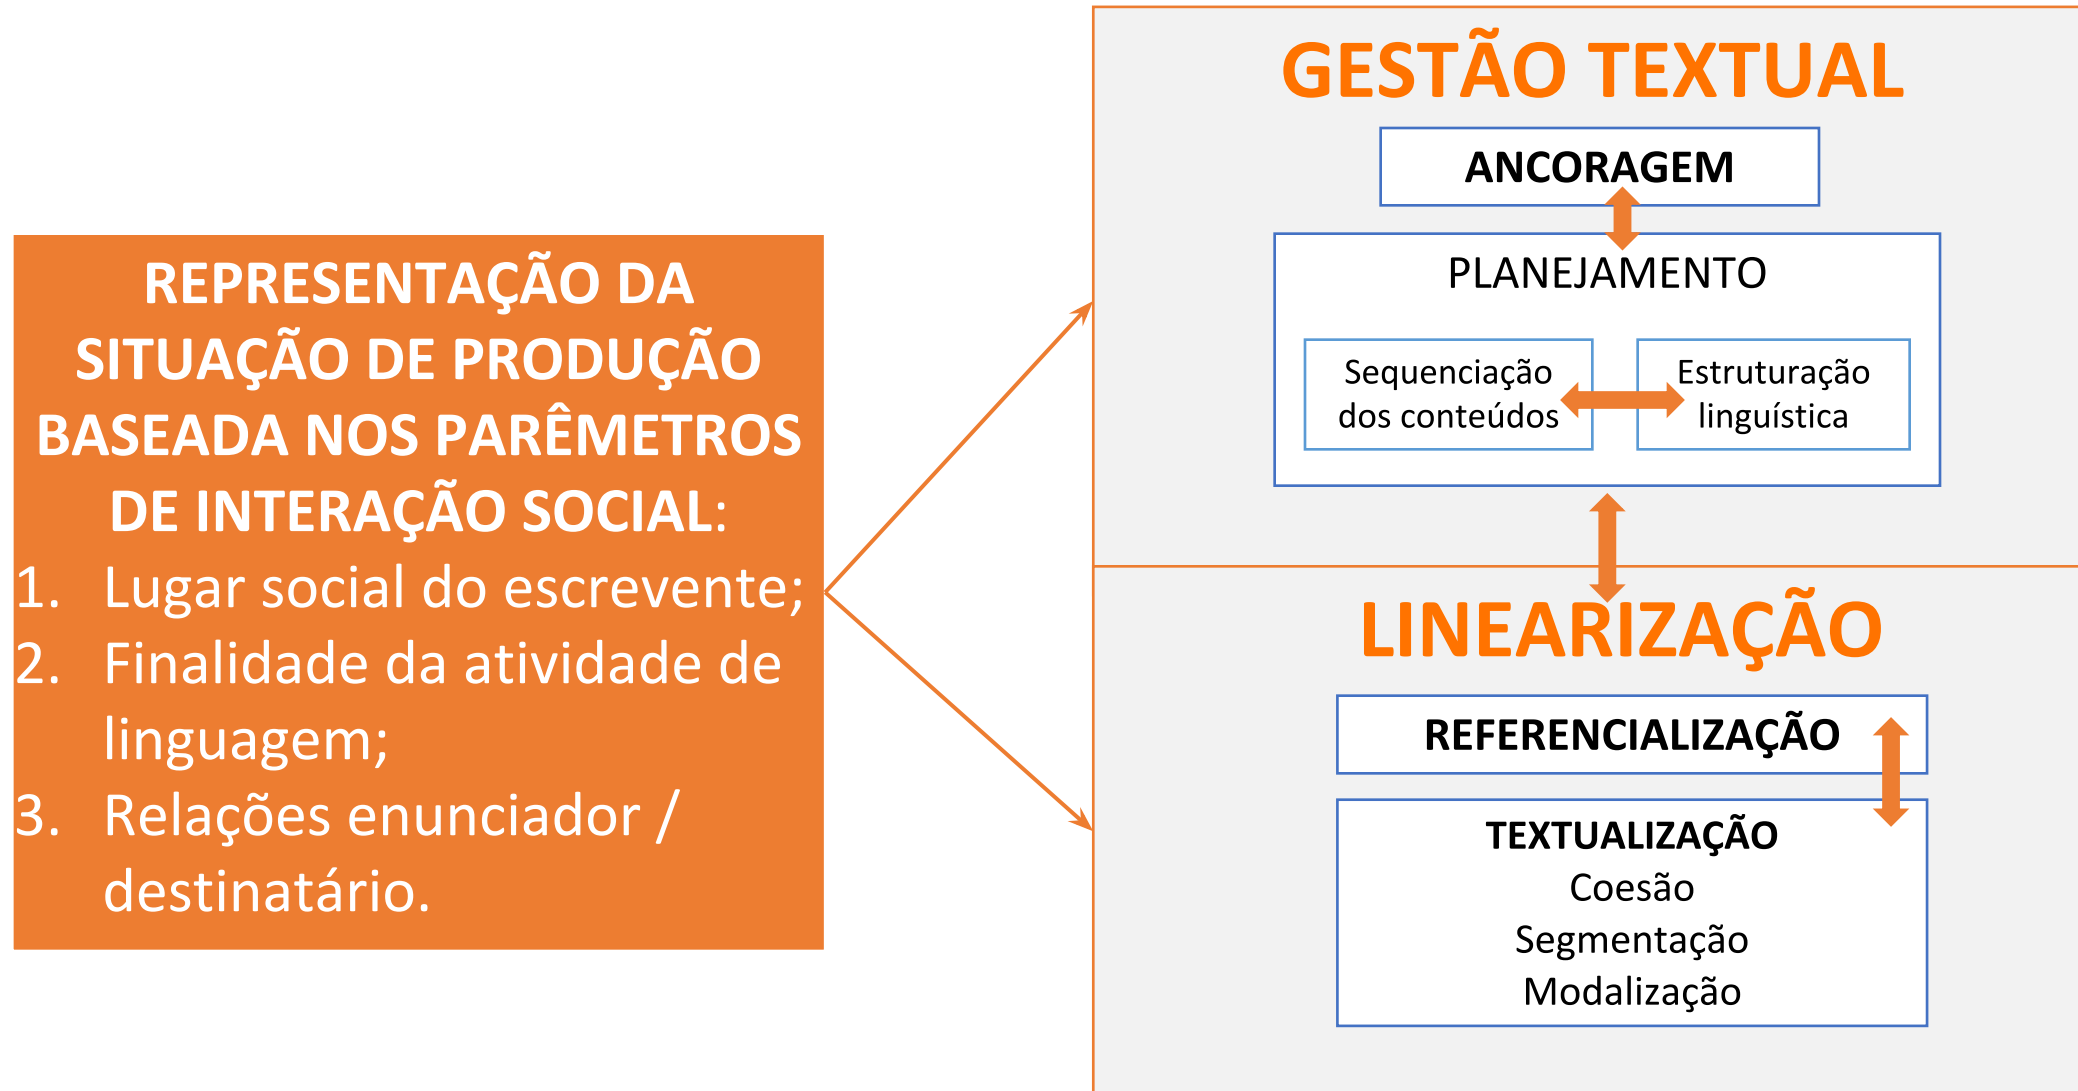 REPRESENTAÇÃO DA
SITUAÇÃO DE PRODUÇÃO
BASEADA NOS PARÊMETROS
DE INTERAÇÃO SOCIAL:
1. Lugar social do escrevente;
2. Finalidade da atividade de
linguagem;
3. Relações enunciador /
destinatário.
GESTÃO TEXTUAL
ANCORAGEM
PLANEJAMENTO
Sequenciação
dos conteúdos
Estruturação
linguística
LINEARIZAÇÃO
REFERENCIALIZAÇÃO
TEXTUALIZAÇÃO
Coesão
Segmentação
Modalização